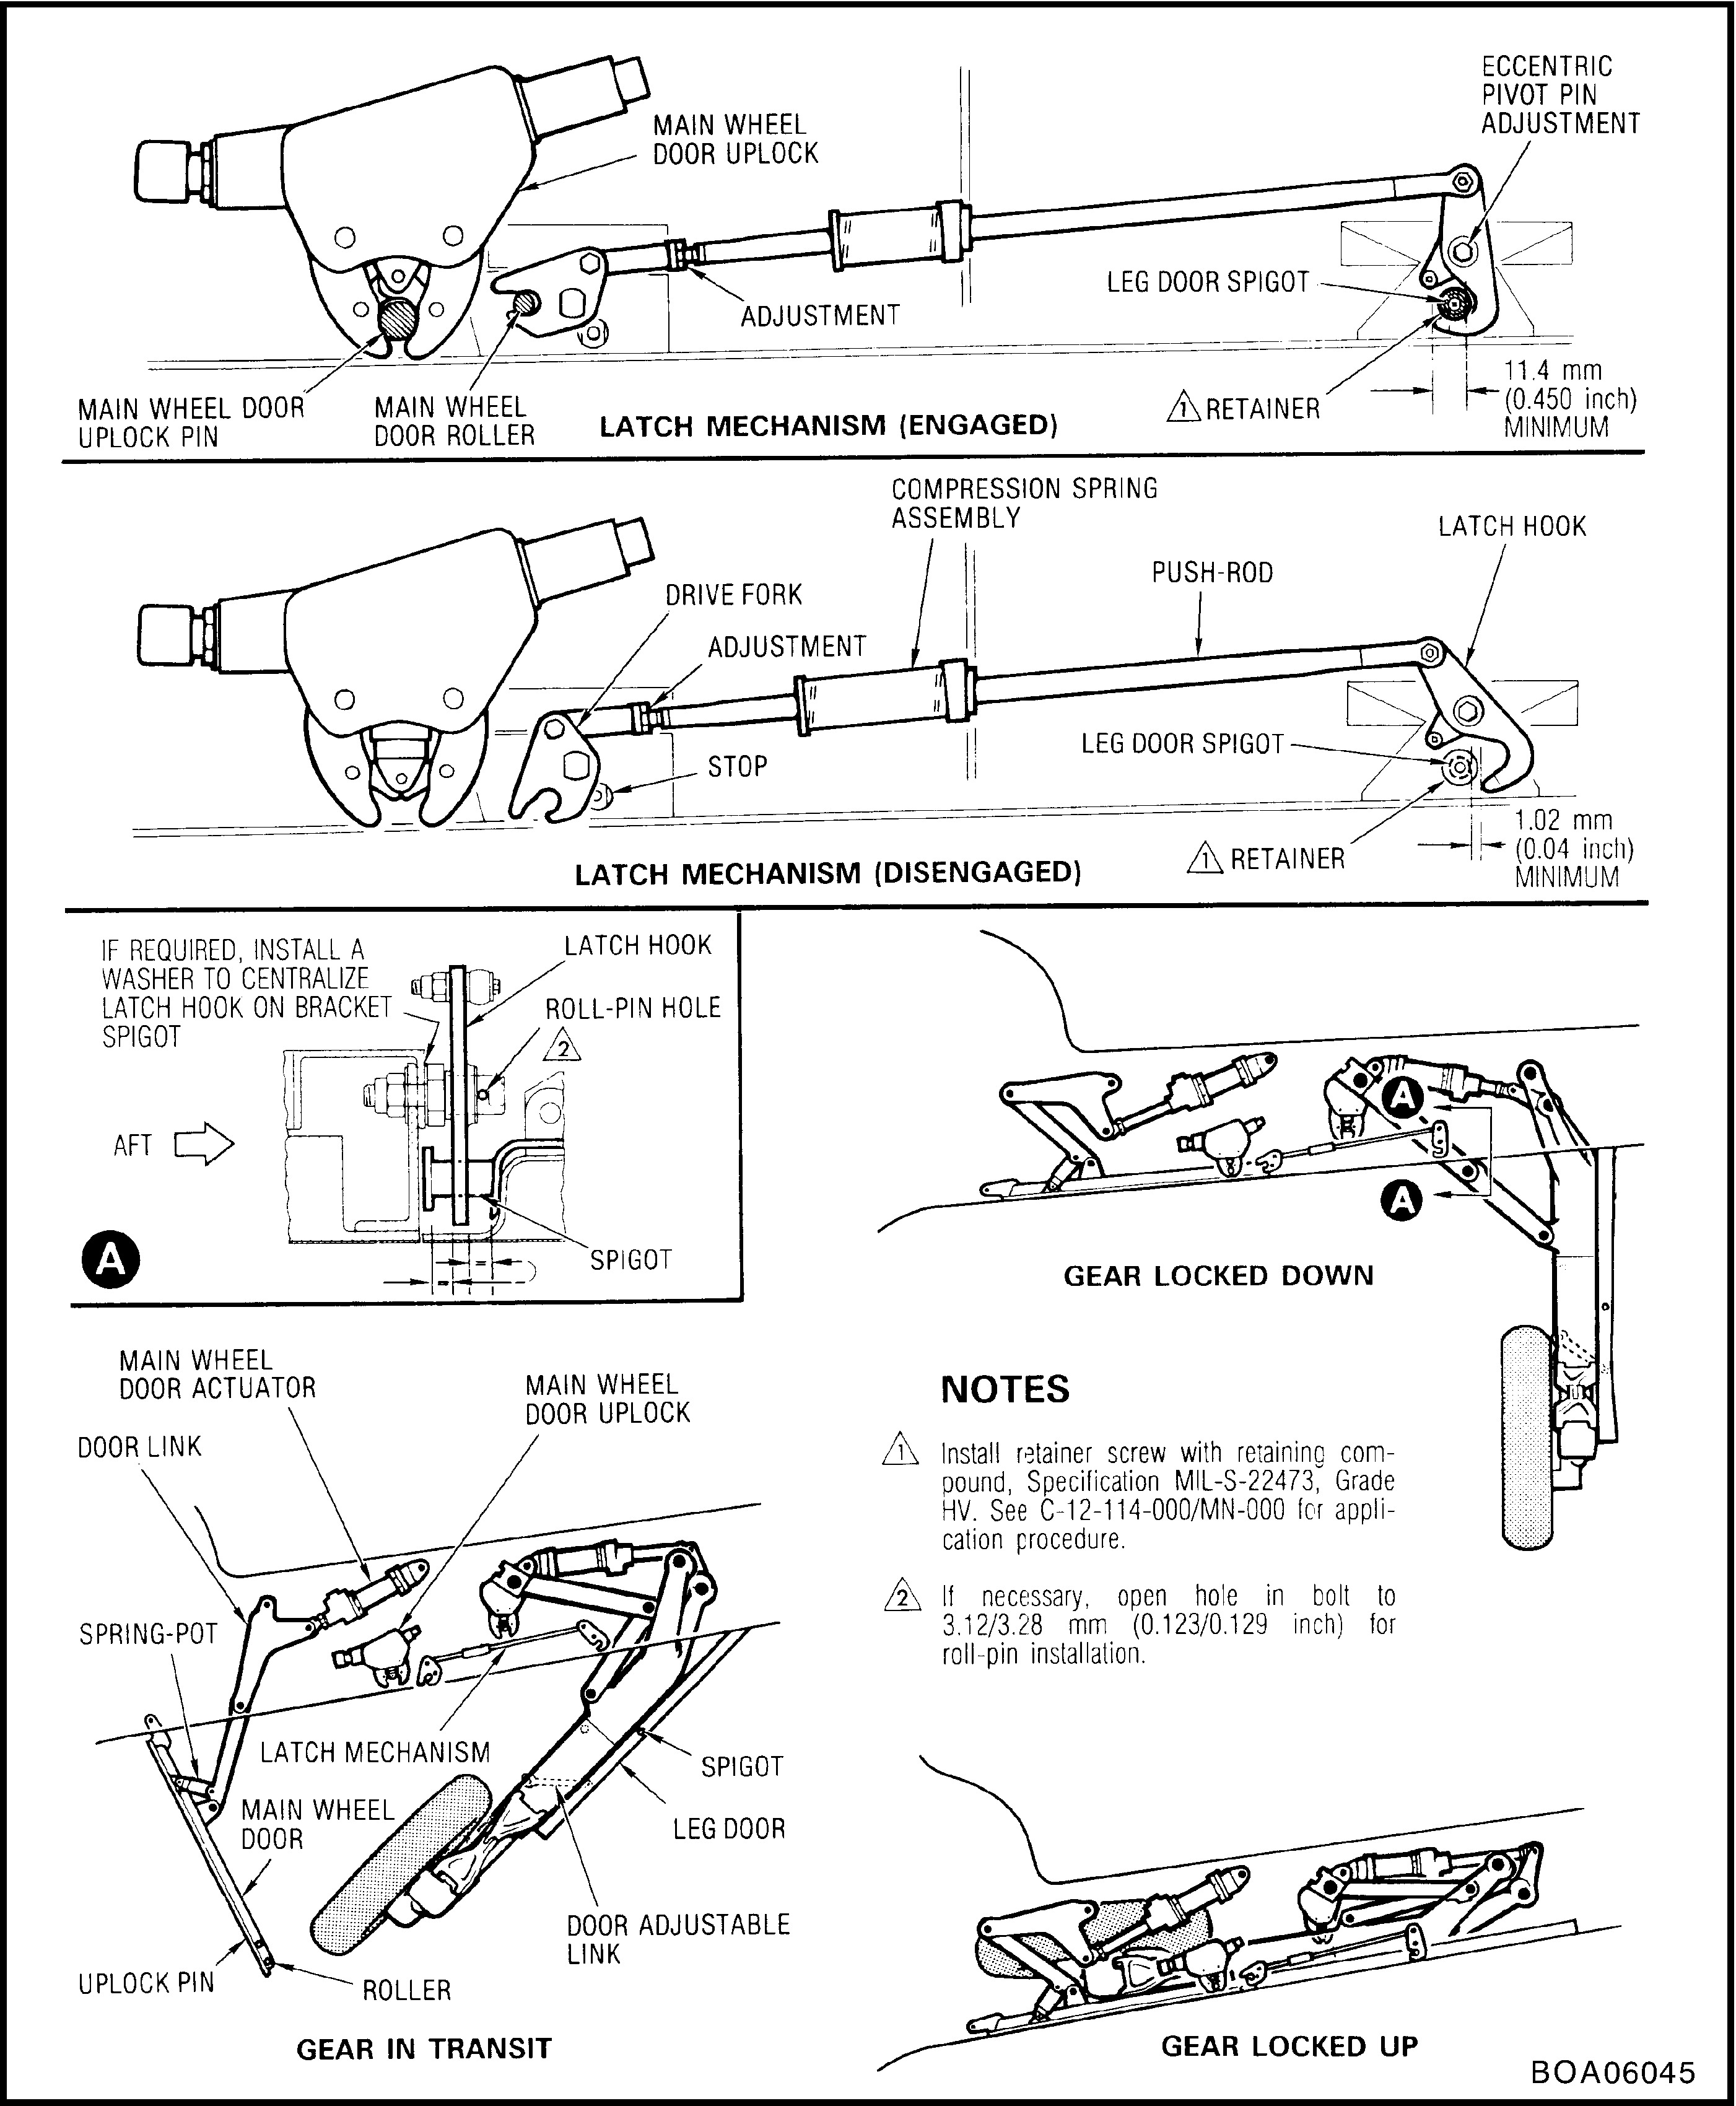 MAIN WHEEL
DOOR UPLOCK
ECCENTRIC
PIVOT PIN
ADJUSTMENT
LEG DOOR SPIGOT
ADJUSTMENT
MAIN WHEEL DOOR
UPLOCK PIN
MAIN WHEEL
DOOR ROLLER
1 RETAINER
11.4 mm
(0.450 inch)
MINIMUM
LATCH MECHANISM (ENGAGED)
COMPRESSION SPRING
ASSEMBLY
LATCH HOOK
PUSH-ROD
DRIVE FORK
ADJUSTMENT
LEG DOOR SPIGOT
STOP
1 RETAINER
1.02 mm
(0.04 inch)
MINIMUM
LATCH MECHANISM (DISENGAGED)
IF REQUIRED, INSTALL A
WASHER TO CENTRALIZE
LATCH HOOK ON BRACKET
SPIGOT
LATCH HOOK
ROLL-PIN HOLE
2
AFT
SPIGOT
A
A
A
GEAR LOCKED DOWN
MAIN WHEEL
DOOR ACTUATOR
MAIN WHEEL
DOOR UPLOCK
DOOR LINK
SPRING-POT
LATCH MECHANISM
SPIGOT
MAIN WHEEL
DOOR
LEG DOOR
DOOR ADJUSTABLE
LINK
UPLOCK PIN
ROLLER
GEAR IN TRANSIT
NOTES
1 Install retainer screw with retaining com-
pound, Specification MIL-S-22473, Grade
HV. See C-12-114-000/MN-000 for appli-
cation procedure.
2 If necessary, open hole in bolt to
3.12/3.28 mm (0.123/0.129 inch) for
roll-pin installation.
GEAR LOCKED UP
BOA06045